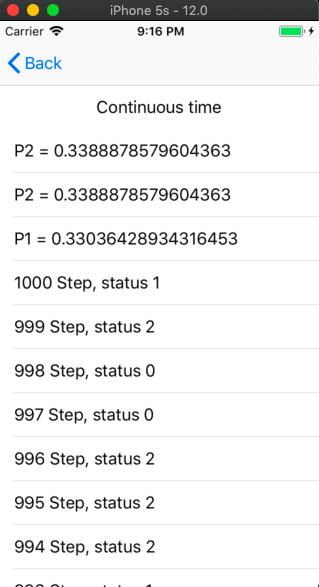 iPhone 5s - 12.0
Carrier 9:16 PM
Back
Continuous time
P2 = 0.3388878579604363
P2 = 0.3388878579604363
P1 = 0.33036428934316453
1000 Step, status 1
999 Step, status 2
998 Step, status 0
997 Step, status 0
996 Step, status 2
995 Step, status 2
994 Step, status 2